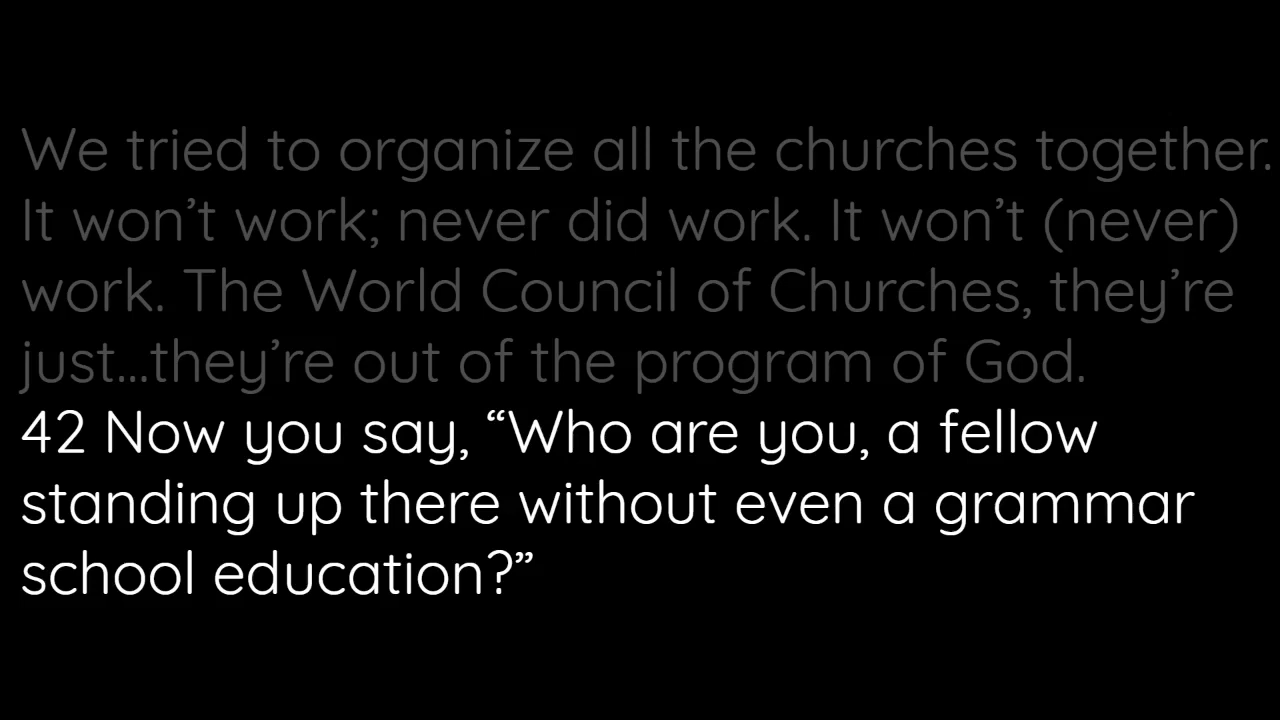 We tried to organize all the churches together.
It won’t work; never did work. It won’t (never)
work. The World Council of Churches, they’re
just...they’re out of the program of God.
42 Now you say, “Who are you, a fellow
standing up there without even a grammar
school education?”